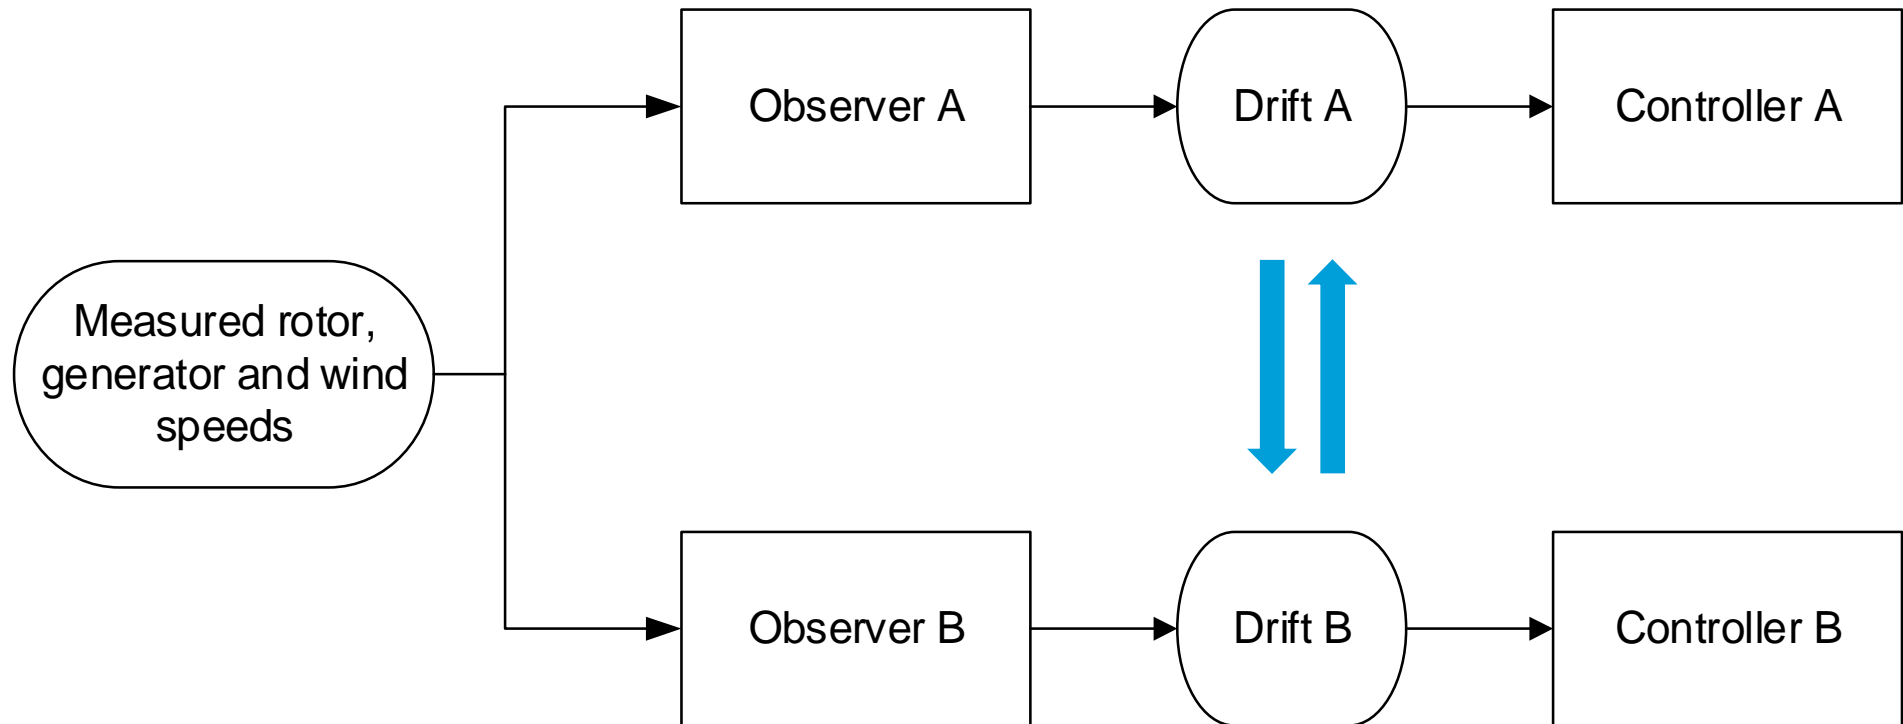 Observer A
Drift A
Controller A
Measured rotor,
generator and wind
speeds
Observer B
Drift B
Controller B